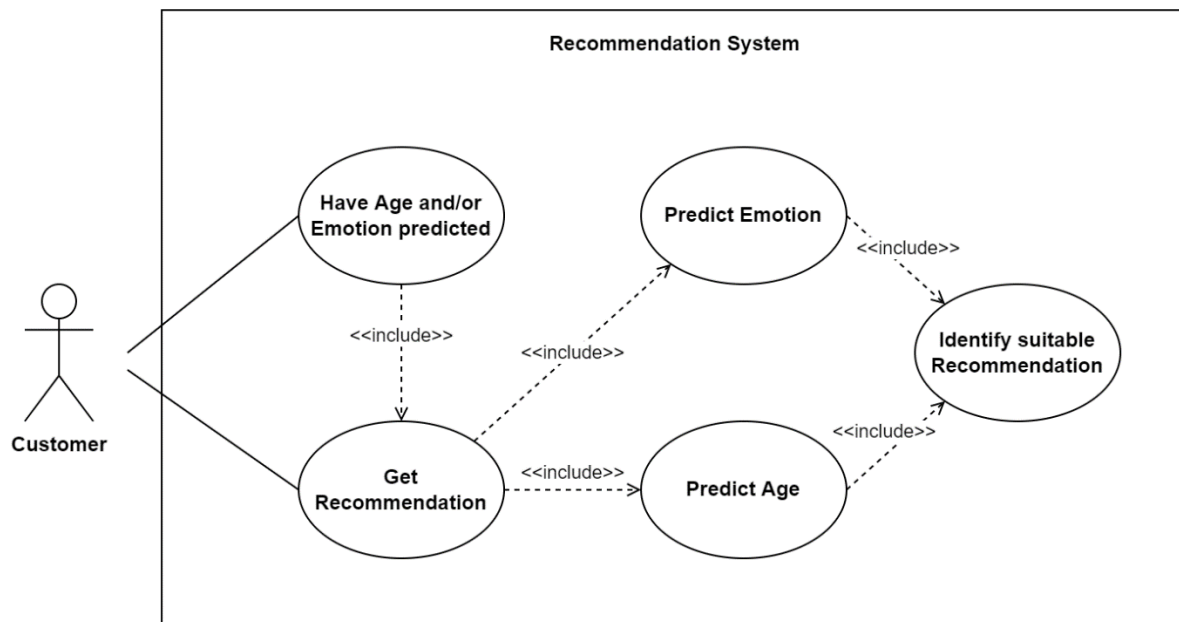 Recommendation System
Have Age and/or
Emotion predicted
Predict Emotion
<<include>>
<<include>>
<<include>>
Identify suitable
Recommendation
Customer
<<include>>
<<include>>
Get
Recommendation
Predict Age